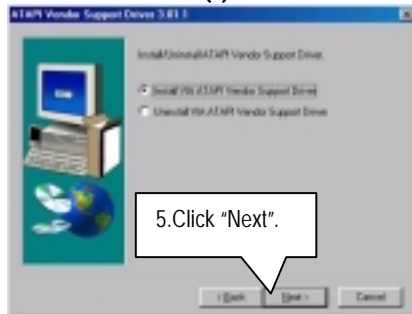 ATAPI Vendor Support Driver 3.01 1
Install/Uninstall ATAPI Vendor Support Driver.
Install VIA ATAPI Vendor Support Driver
Uninstall VIA ATAPI Vendor Support Driver
5.Click “Next”.
< Back
Next >
Cancel